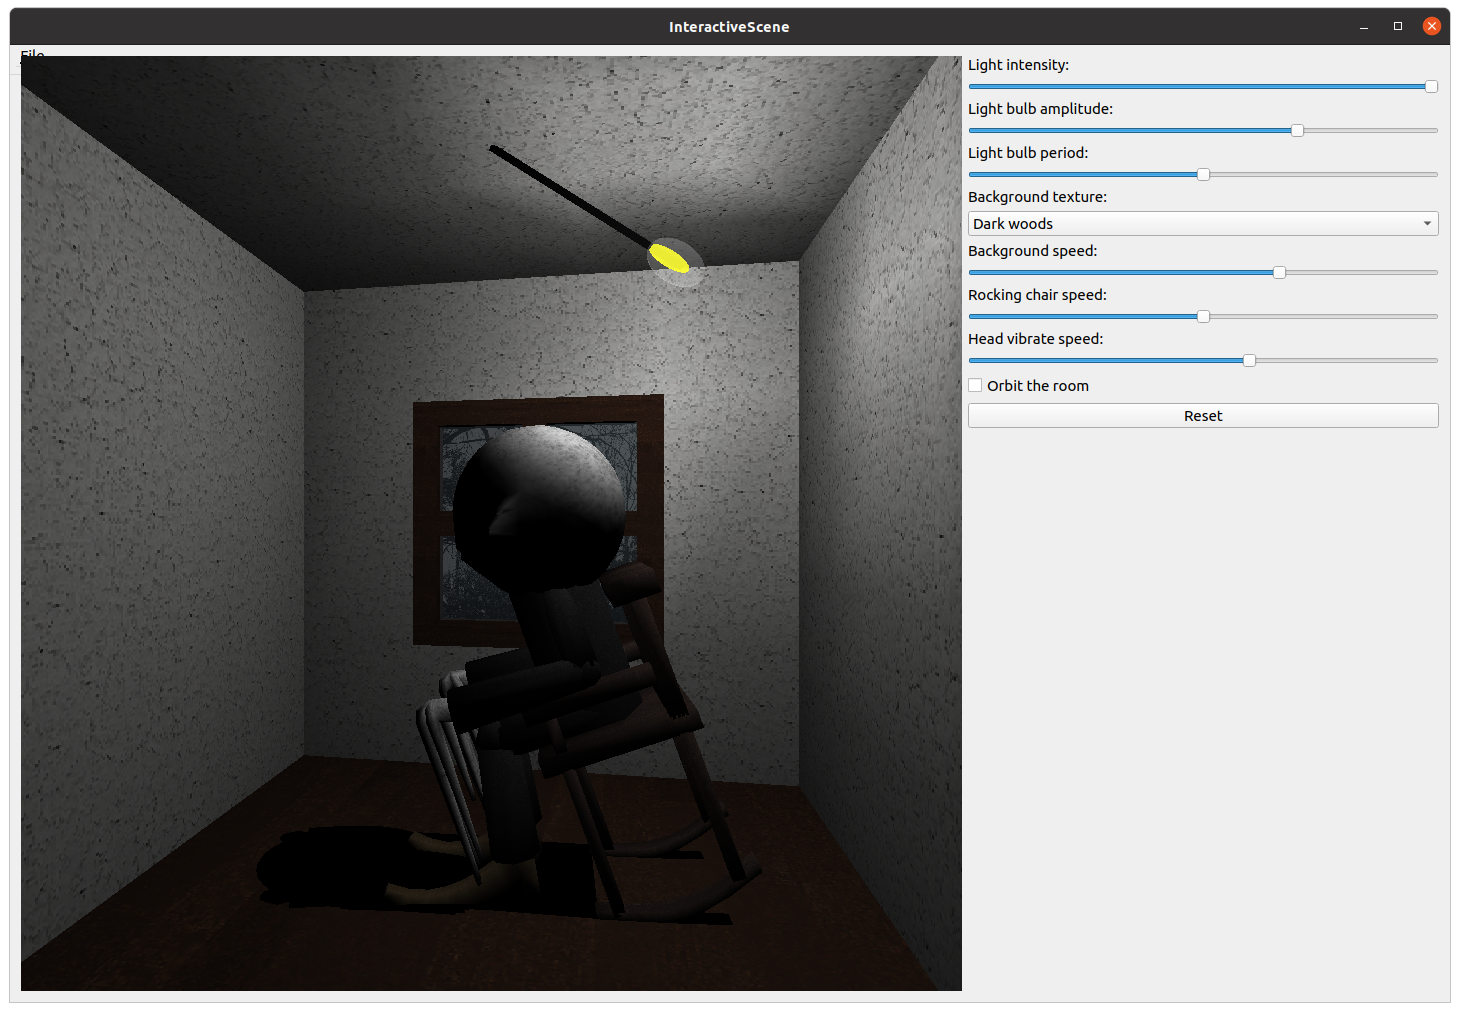 InteractiveScene
File
Light intensity:
Light bulb amplitude:
Light bulb period:
Background texture:
Dark woods
Background speed:
Rocking chair speed:
Head vibrate speed:
Orbit the room
Reset